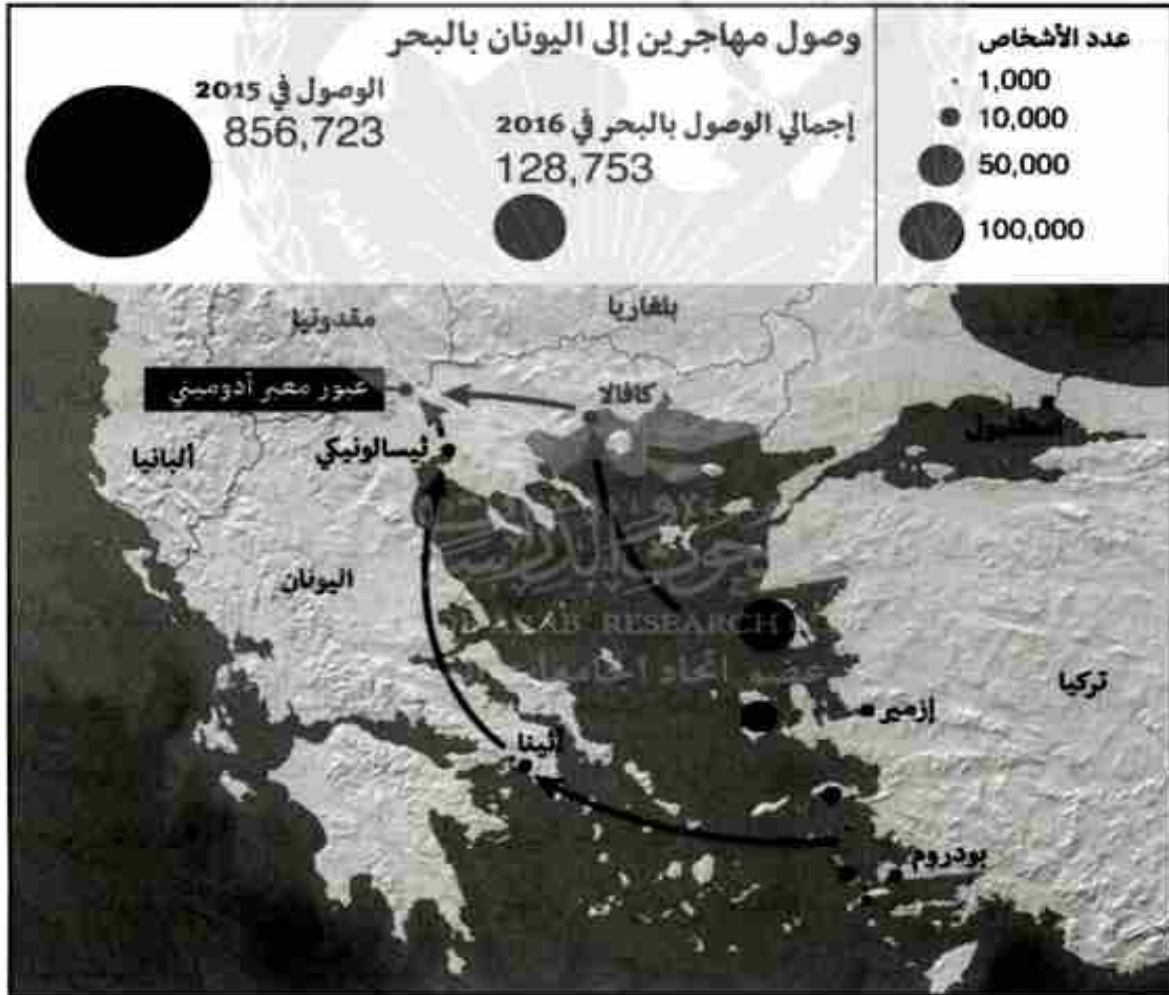 وصول مهاجرين إلى اليونان بالبحر
عدد الأشخاص
1,000
10,000
50,000
100,000
الوصول في 2015
856,723
إجمالي الوصول بالبحر في 2016
128,753
مقدونيا
بلغاريا
عبور معبر أدوميني
كافالا
اسطنبول
ثيسالونيكي
ألبانيا
اليونان
RESEARCH
تركيا
إزمير
أثينا
بودروم